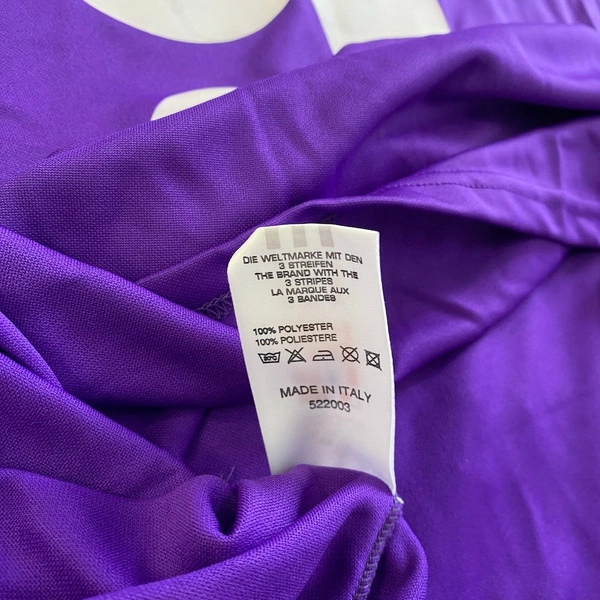 DIE WELTMARKE MIT DEN
3 STREIFEN
THE BRAND WITH THE
3 STRIPES
LA MARQUE AUX
3 BANDES
100% POLYESTER
100% POLIESTERE
MADE IN ITALY
522003